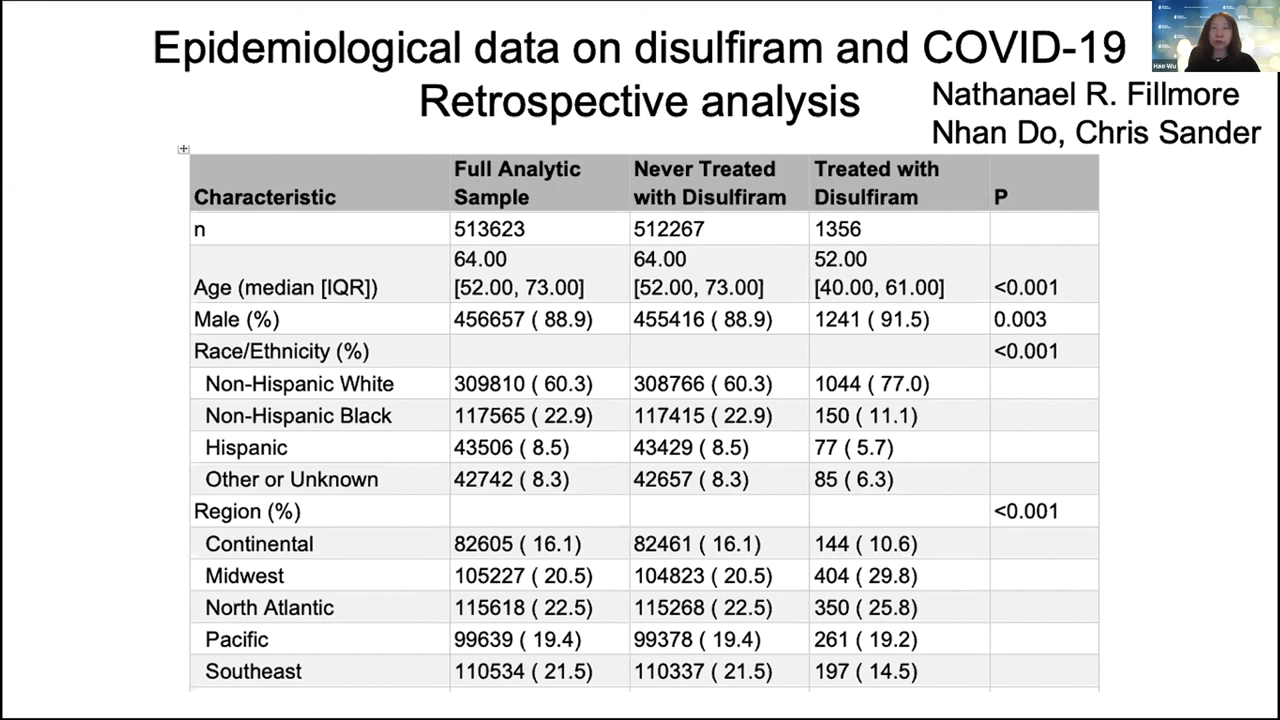 Epidemiological data on disulfiram and COVID-19
Retrospective analysis
Nathanael R. Fillmore
Nhan Do, Chris Sander
Hao Wu
Characteristic Full Analytic Sample Never Treated with Disulfiram Treated with Disulfiram P
n 513623 512267 1356
Age (median [IQR]) 64.00 [52.00, 73.00] 64.00 [52.00, 73.00] 52.00 [40.00, 61.00] <0.001
Male (%) 456657 ( 88.9) 455416 ( 88.9) 1241 ( 91.5) 0.003
Race/Ethnicity (%) <0.001
Non-Hispanic White 309810 ( 60.3) 308766 ( 60.3) 1044 ( 77.0)
Non-Hispanic Black 117565 ( 22.9) 117415 ( 22.9) 150 ( 11.1)
Hispanic 43506 ( 8.5) 43429 ( 8.5) 77 ( 5.7)
Other or Unknown 42742 ( 8.3) 42657 ( 8.3) 85 ( 6.3)
Region (%) <0.001
Continental 82605 ( 16.1) 82461 ( 16.1) 144 ( 10.6)
Midwest 105227 ( 20.5) 104823 ( 20.5) 404 ( 29.8)
North Atlantic 115618 ( 22.5) 115268 ( 22.5) 350 ( 25.8)
Pacific 99639 ( 19.4) 99378 ( 19.4) 261 ( 19.2)
Southeast 110534 ( 21.5) 110337 ( 21.5) 197 ( 14.5)